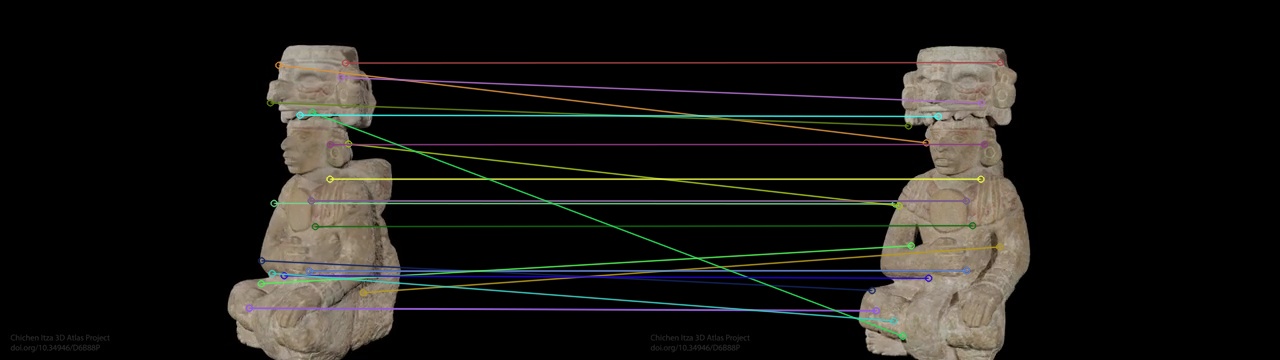 Chichen Itza 3D Atlas Project
doi.org/10.34946/D6B88P
Chichen Itza 3D Atlas Project
doi.org/10.34946/D6B88P